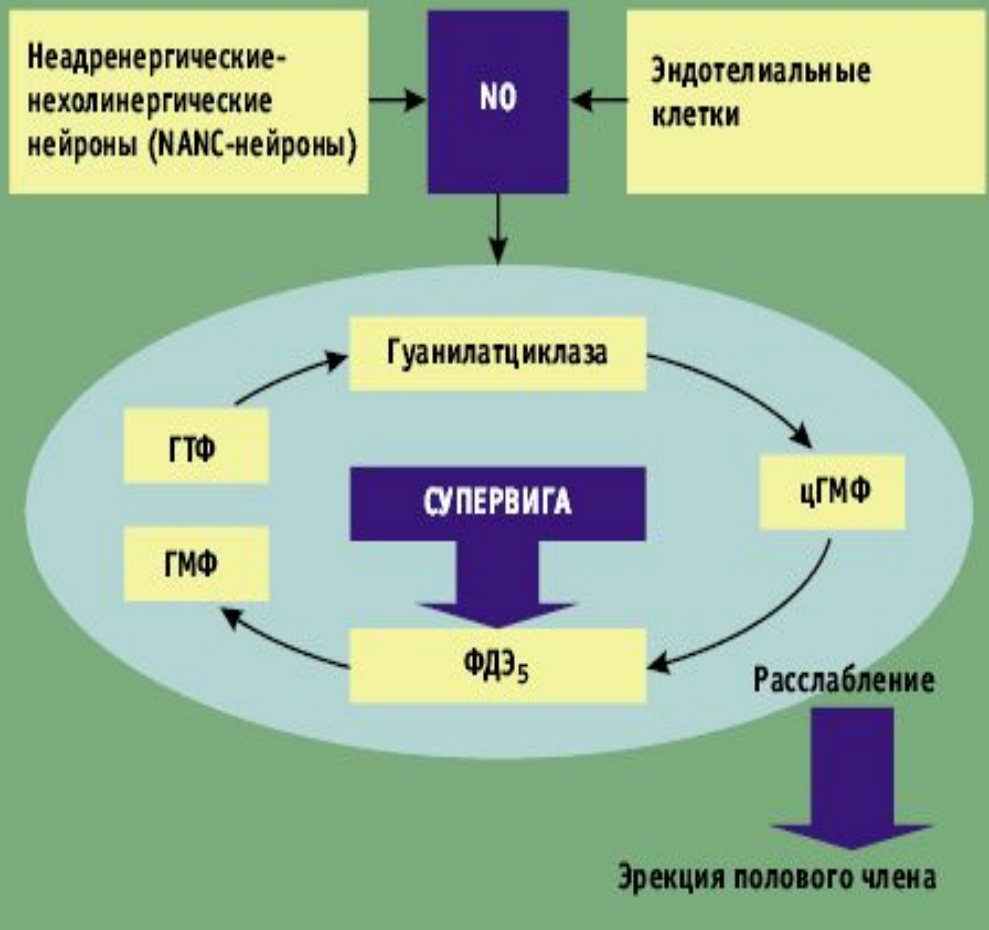 Неадренергические-
нехолинергические
нейроны (NANC-нейроны)
NO
Эндотелиальные
клетки
Гуанилатциклаза
ГТФ
СУПЕРВИГА
цГМФ
ГМФ
ФДЭ5
Расслабление
Эрекция полового члена